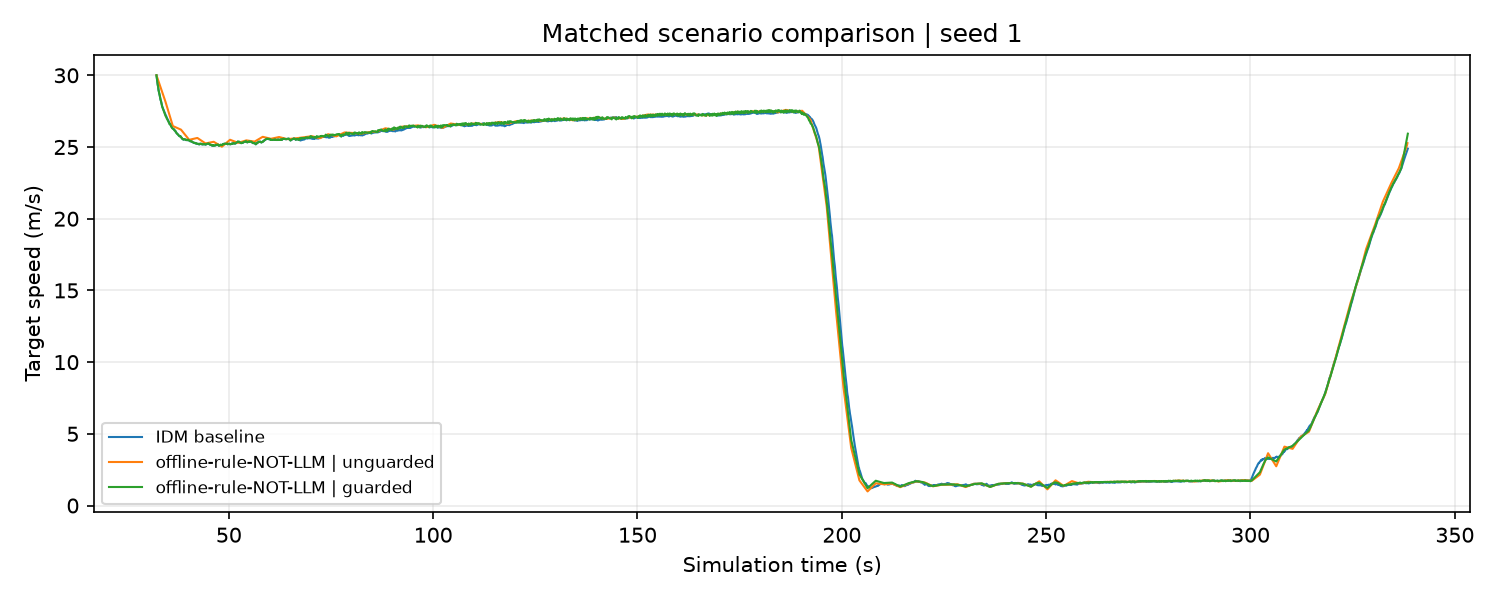 Matched scenario comparison | seed 1
Target speed (m/s)
30
25
20
15
10
5
0
IDM baseline
offline-rule-NOT-LLM | unguarded
offline-rule-NOT-LLM | guarded
50 100 150 200 250 300 350
Simulation time (s)